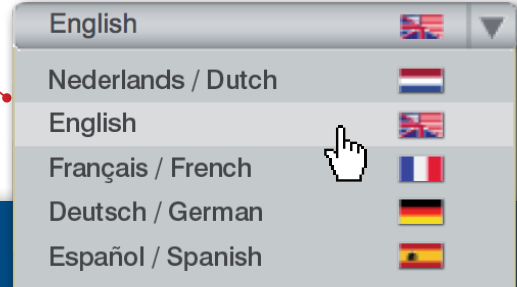 English
Nederlands / Dutch
English
Français / French
Deutsch / German
Español / Spanish